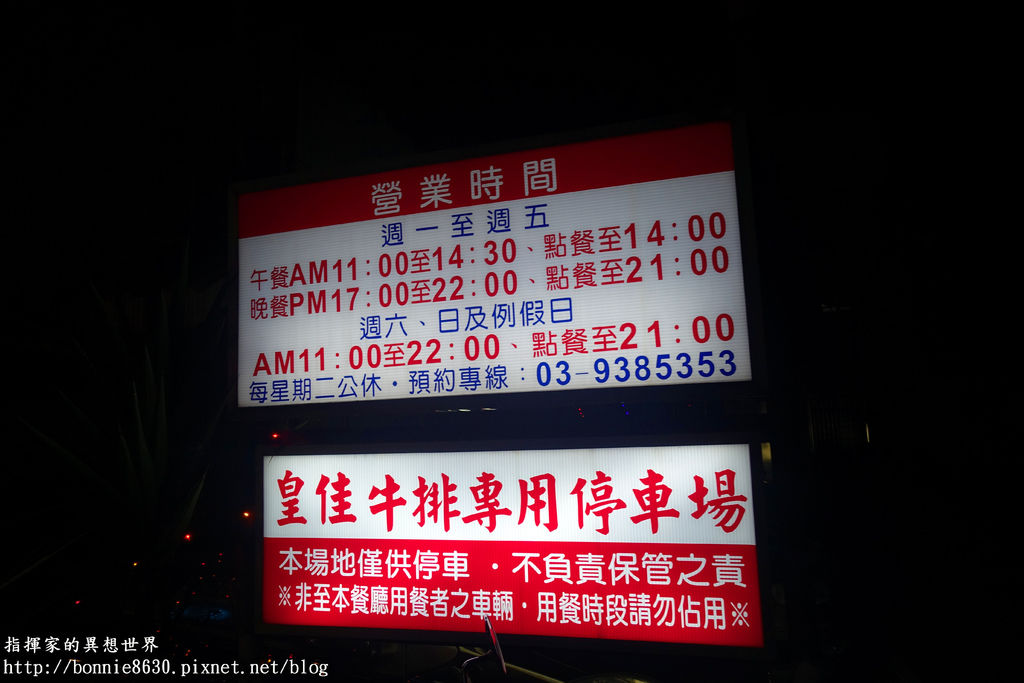 營業時間
週一至週五
午餐AM11：00至14：30、點餐至14：00
晚餐PM17：00至22：00、點餐至21：00
週六、日及例假日
AM11：00至22：00、點餐至21：00
每星期二公休・預約專線：03-9385353
皇佳牛排專用停車場
本場地僅供停車・不負責保管之責
※非至本餐廳用餐者之車輛・用餐時段請勿佔用※
指揮家的異想世界
http://bonnie8630.pixnet.net/blog